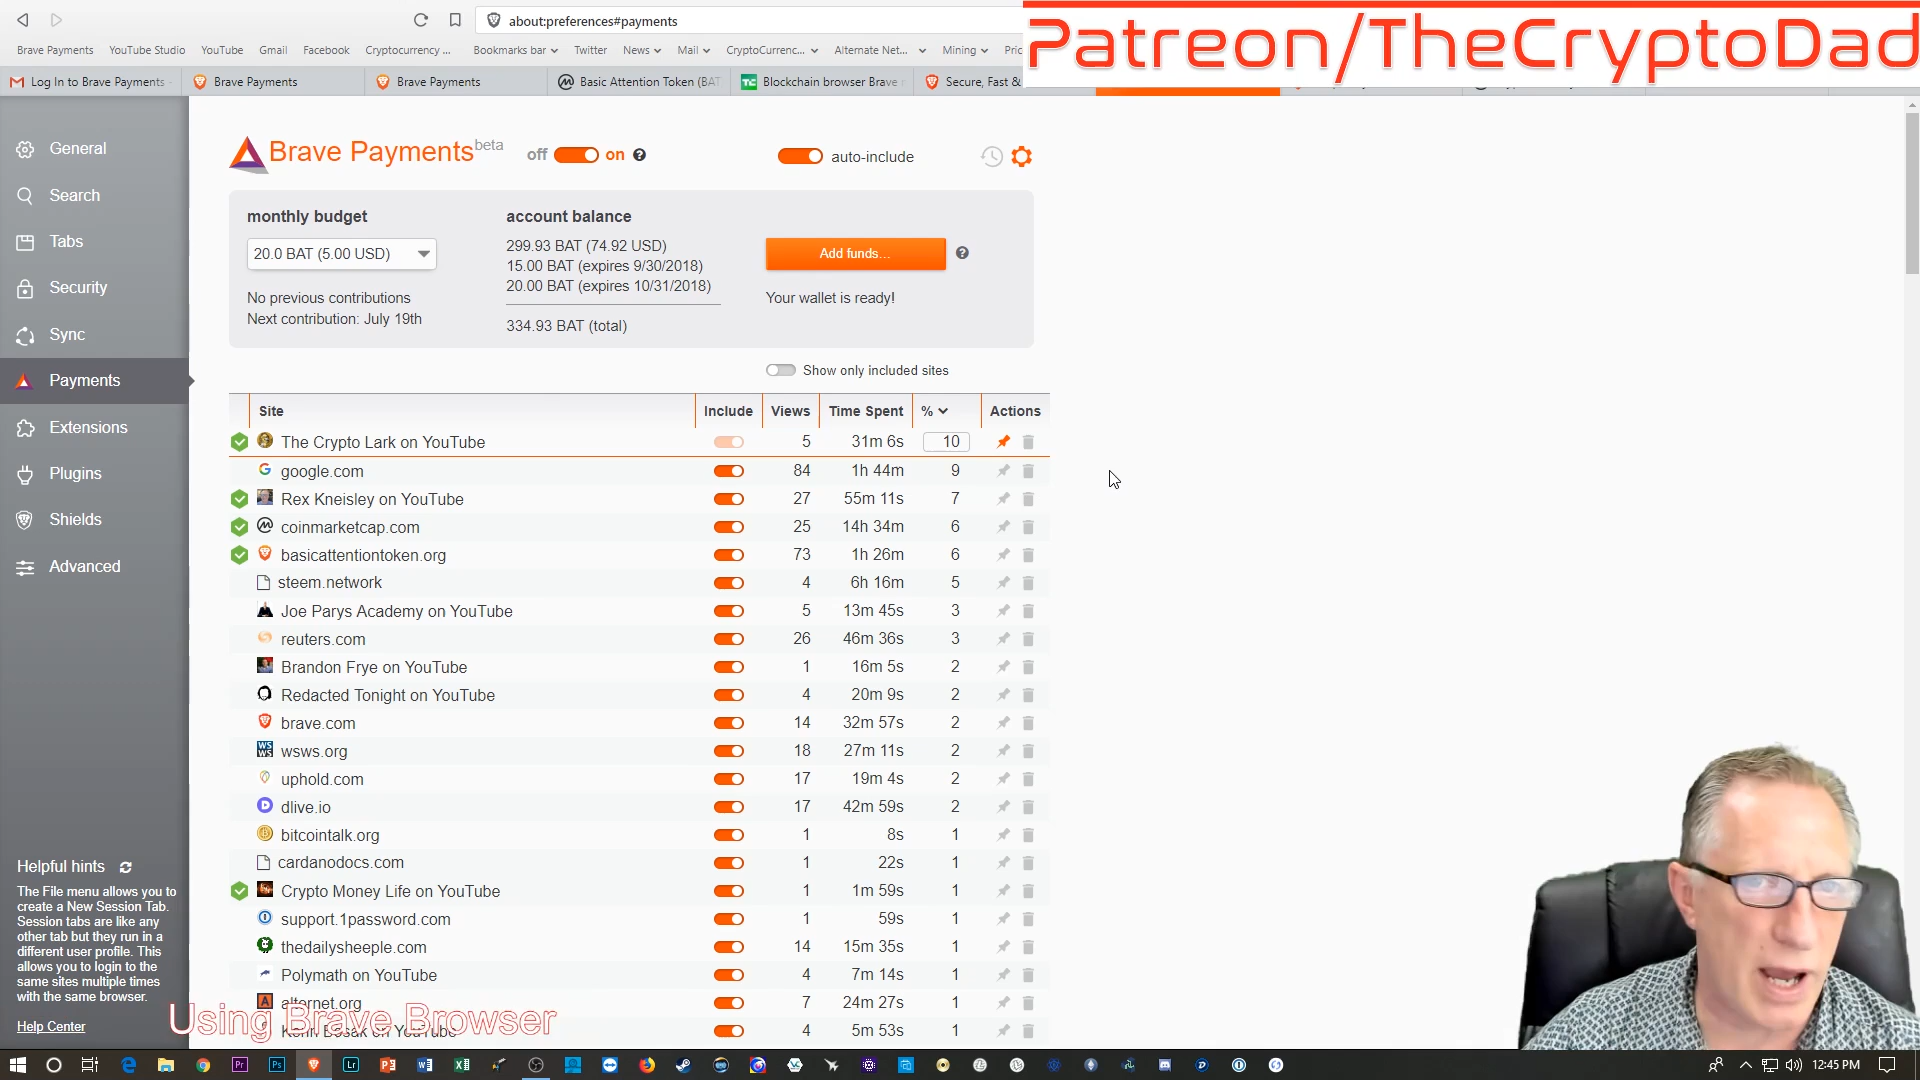 about:preferences#payments
Patreon/TheCryptoDad
Brave Payments YouTube Studio YouTube Gmail Facebook Cryptocurrency ... Bookmarks bar Twitter News Mail CryptoCurrenc... Alternate Net... Mining
Log In to Brave Payments Brave Payments Brave Payments Basic Attention Token (BAT Blockchain browser Brave Secure, Fast &
General
Search
Tabs
Security
Sync
Payments
Extensions
Plugins
Shields
Advanced
Brave Payments beta off on ? auto-include
monthly budget account balance
20.0 BAT (5.00 USD) 299.93 BAT (74.92 USD) Add funds... ?
15.00 BAT (expires 9/30/2018)
20.00 BAT (expires 10/31/2018)
No previous contributions Your wallet is ready!
Next contribution: July 19th 334.93 BAT (total)
Show only included sites
Site Include Views Time Spent % Actions
The Crypto Lark on YouTube 5 31m 6s 10
google.com 84 1h 44m 9
Rex Kneisley on YouTube 27 55m 11s 7
coinmarketcap.com 25 14h 34m 6
basicattentiontoken.org 73 1h 26m 6
steem.network 4 6h 16m 5
Joe Parys Academy on YouTube 5 13m 45s 3
reuters.com 26 46m 36s 3
Brandon Frye on YouTube 1 16m 5s 2
Redacted Tonight on YouTube 4 20m 9s 2
brave.com 14 32m 57s 2
wsws.org 18 27m 11s 2
uphold.com 17 19m 4s 2
dlive.io 17 42m 59s 2
bitcointalk.org 1 8s 1
cardanodocs.com 1 22s 1
Crypto Money Life on YouTube 1 1m 59s 1
support.1password.com 1 59s 1
thedailysheeple.com 14 15m 35s 1
Polymath on YouTube 4 7m 14s 1
alternet.org 7 24m 27s 1
on YouTube 4 5m 53s 1
Helpful hints
The File menu allows you to
create a New Session Tab.
Session tabs are like any
other tab but they run in a
different user profile. This
allows you to login to the
same sites multiple times
with the same browser.
Help Center
Using Brave Browser
12:45 PM